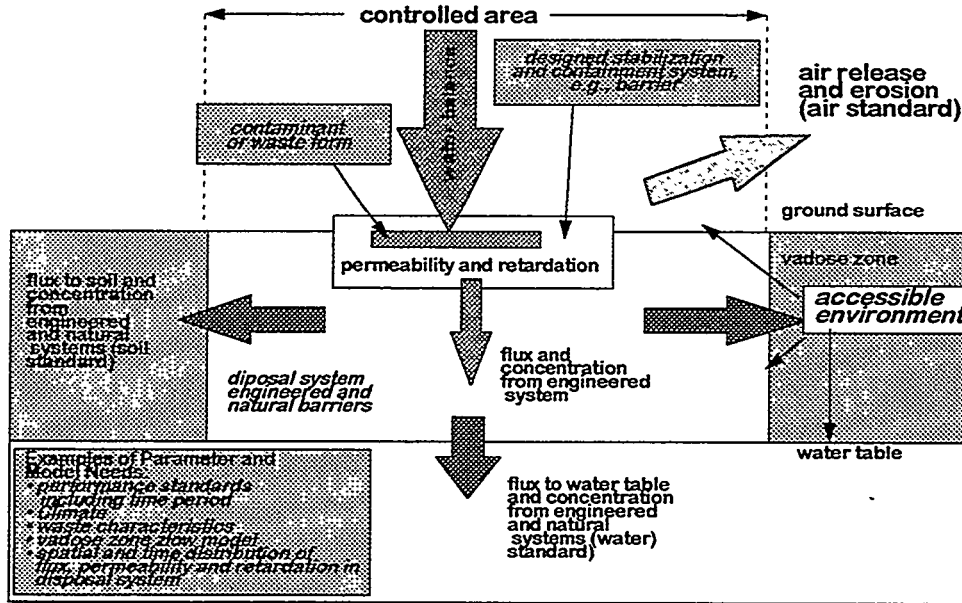 controlled area
designed stabilization
and containment system,
e.g., barrier
air release
and erosion
(air standard)
contaminant
or waste form
water balance
ground surface
vadose zone
permeability and retardation
flux to soil and
concentration
from
engineered
and natural
systems (soil
standard)
accessible
environment
flux and
concentration
from engineered
system
diposal system
engineered and
natural barriers
water table
Examples of Parameter and
Model Needs
• performance standards
including time period
• climate
• waste characteristics
• vadose zone zlow model
• spatial and time distribution of
flux, permeability and retardation in
disposal system
flux to water table
and concentration
from engineered
and natural
systems (water)
standard)